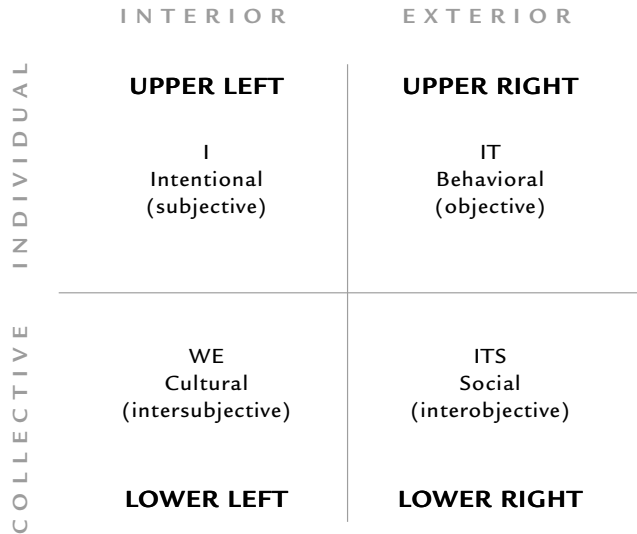 INTERIOR EXTERIOR
INDIVIDUAL
UPPER LEFT
I
Intentional
(subjective)
UPPER RIGHT
IT
Behavioral
(objective)
COLLECTIVE
WE
Cultural
(intersubjective)
LOWER LEFT
ITS
Social
(interobjective)
LOWER RIGHT